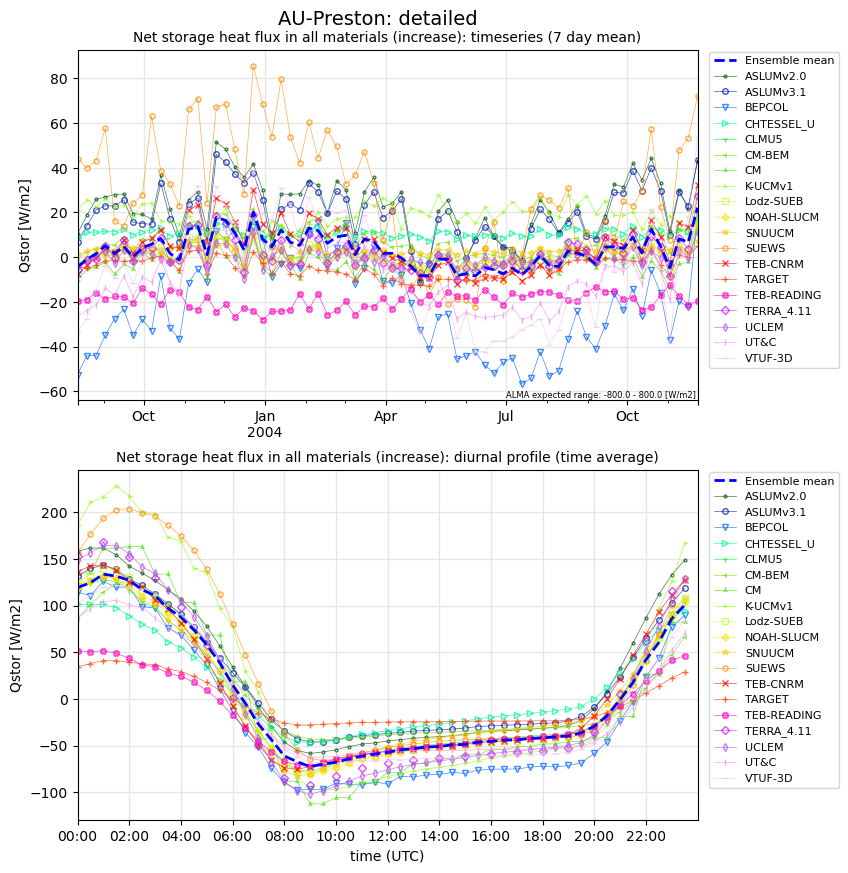 AU-Preston: detailed
Net storage heat flux in all materials (increase): timeseries (7 day mean)
Qstor [W/m2]
80
60
40
20
0
−20
−40
−60
Oct
Jan
2004
Apr
Jul
Oct
ALMA expected range: -800.0 - 800.0 [W/m2]
Ensemble mean
ASLUMv2.0
ASLUMv3.1
BEPCOL
CHTESSEL_U
CLMU5
CM-BEM
CM
K-UCMv1
Lodz-SUEB
NOAH-SLUCM
SNUUCM
SUEWS
TEB-CNRM
TARGET
TEB-READING
TERRA_4.11
UCLEM
UT&C
VTUF-3D
Net storage heat flux in all materials (increase): diurnal profile (time average)
Qstor [W/m2]
200
150
100
50
0
−50
−100
00:00
02:00
04:00
06:00
08:00
10:00
12:00
14:00
16:00
18:00
20:00
22:00
time (UTC)
Ensemble mean
ASLUMv2.0
ASLUMv3.1
BEPCOL
CHTESSEL_U
CLMU5
CM-BEM
CM
K-UCMv1
Lodz-SUEB
NOAH-SLUCM
SNUUCM
SUEWS
TEB-CNRM
TARGET
TEB-READING
TERRA_4.11
UCLEM
UT&C
VTUF-3D